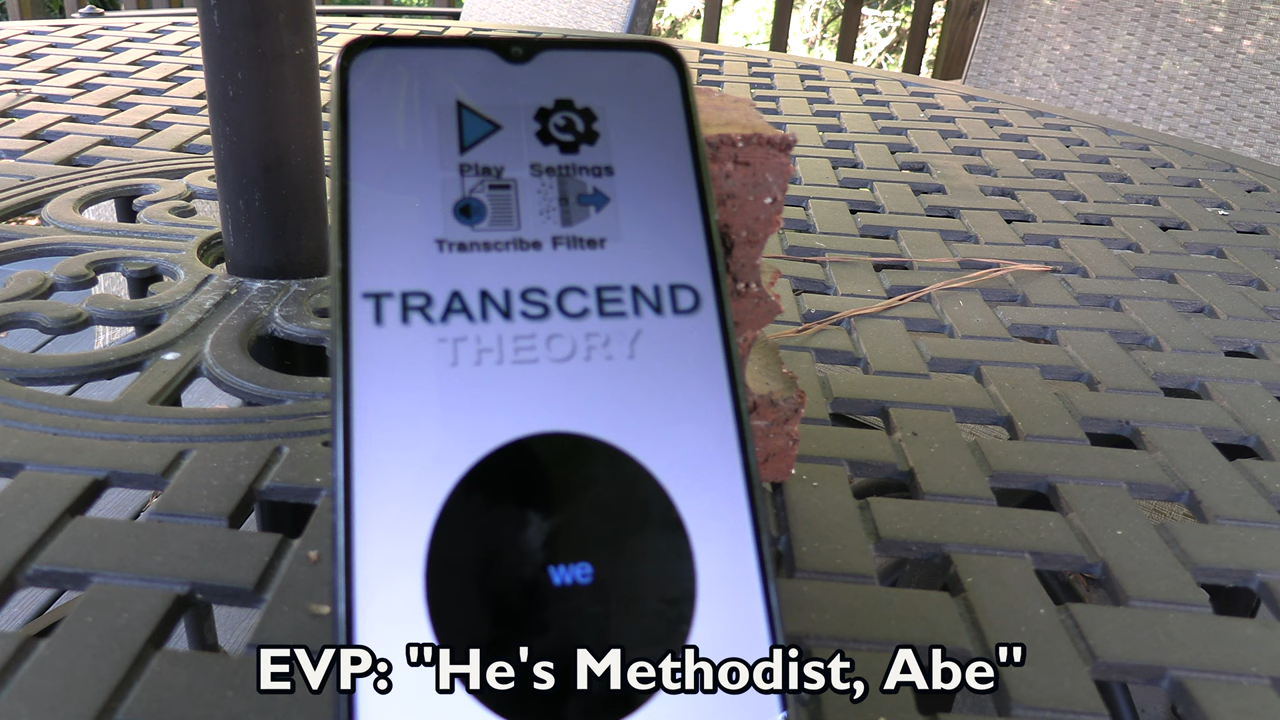 Play Settings
Transcribe Filter
TRANSCEND
THEORY
we
EVP: "He's Methodist, Abe"